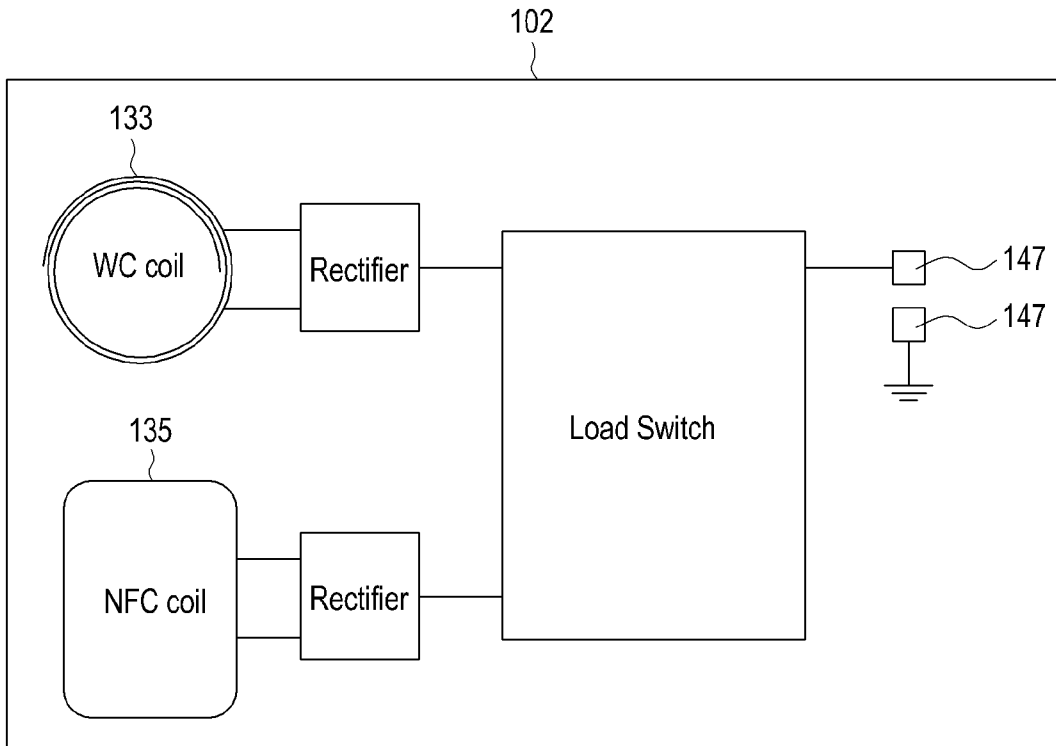 102
133
WC coil
Rectifier
147
147
Load Switch
135
NFC coil
Rectifier